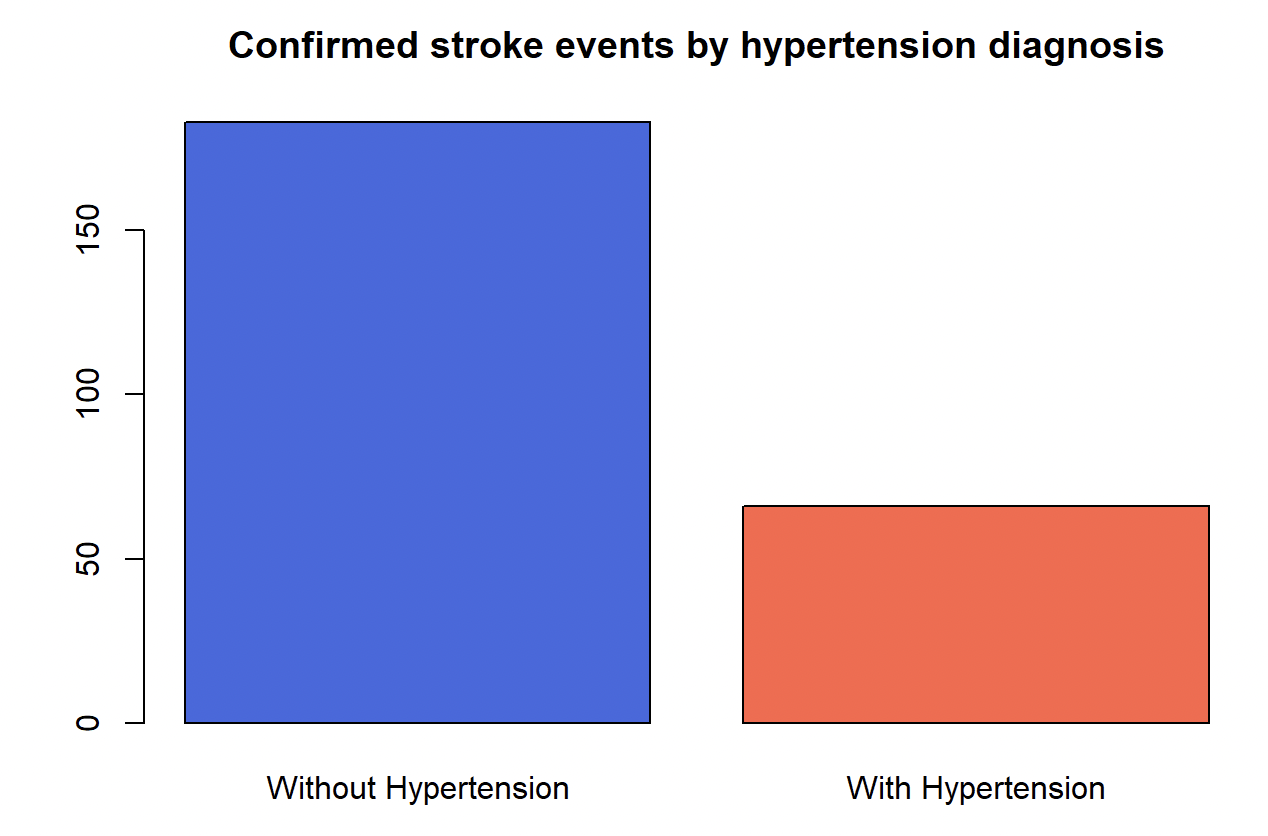 Confirmed stroke events by hypertension diagnosis
150
100
50
0
Without Hypertension
With Hypertension